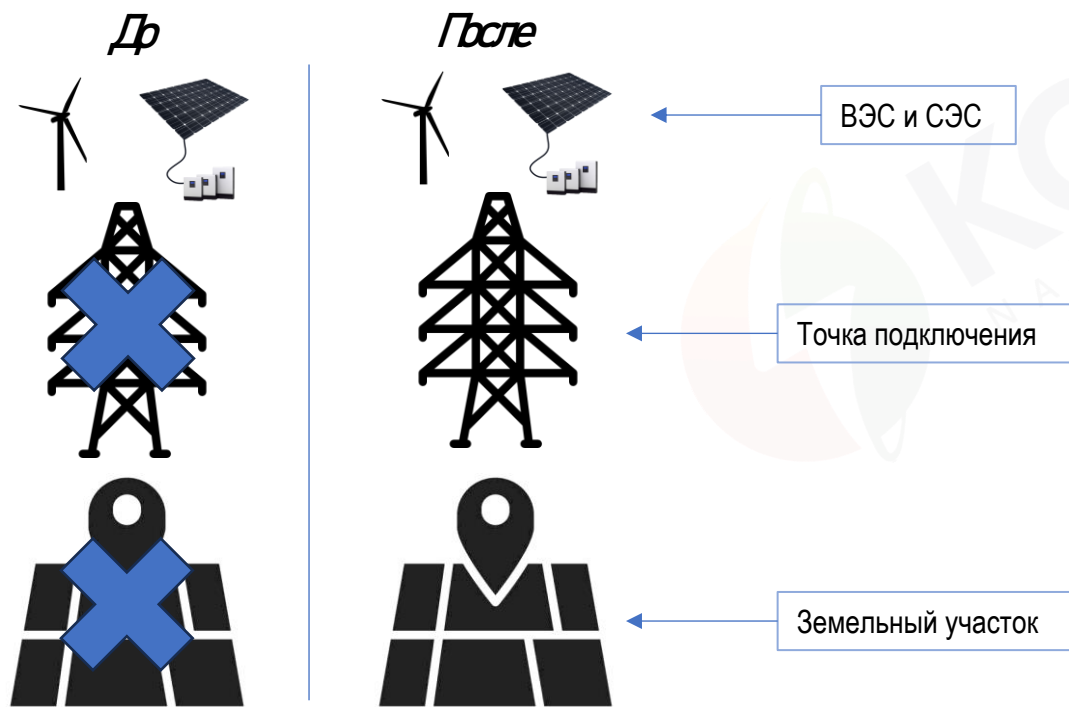 До
После
ВЭС и СЭС
Точка подключения
Земельный участок